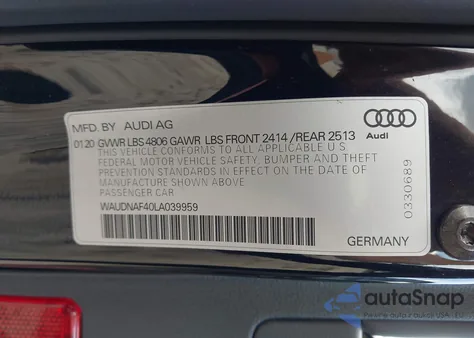 MFD. BY AUDI AG
0120 GVWR LBS 4806 GAWR LBS FRONT 2414 / REAR 2513
THIS VEHICLE CONFORMS TO ALL APPLICABLE U.S.
FEDERAL MOTOR VEHICLE SAFETY, BUMPER AND THEFT
PREVENTION STANDARDS IN EFFECT ON THE DATE OF
MANUFACTURE SHOWN ABOVE.
PASSENGER CAR
WAUDNAF40LA039959
GERMANY
Audi
0330689
autoSnap